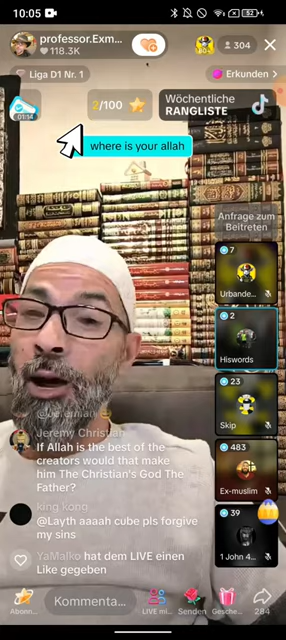 10:05
professor.Exm...
118.3K
304
Liga D1 Nr. 1
Erkunden >
01:14
2/100
Wöchentliche
RANGLISTE
where is your allah
Anfrage zum
Beitreten
7
Urbande...
2
Hiswords
23
Skip
483
Ex-muslim
39
1 John 4...
Jeremy Christian
If Allah is the best of the
creators would that make
him The Christian's God The
Father?
king kong
@Layth aaaah cube pls forgive
my sins
YaMalko hat dem LIVE einen
Like gegeben
Abonn...
Kommenta...
LIVE mi...
Senden
Gesche...
284